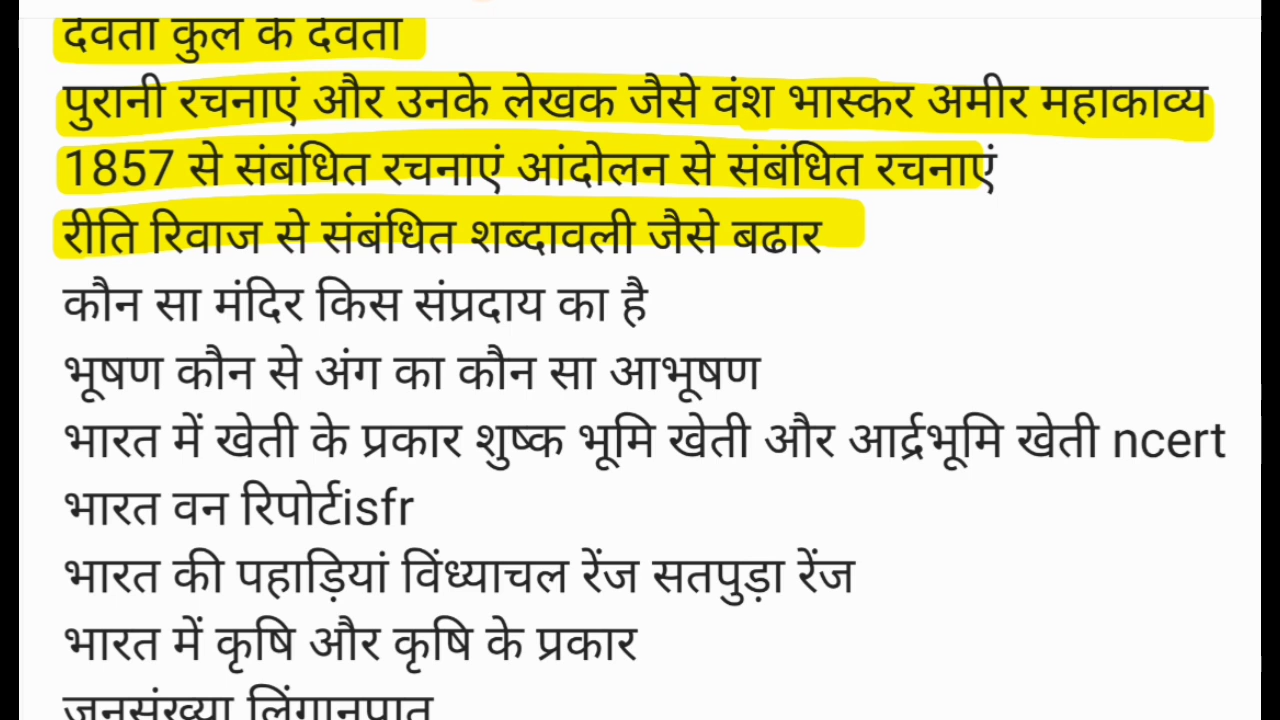 देवता कुल के देवता
पुरानी रचनाएं और उनके लेखक जैसे वंश भास्कर अमीर महाकाव्य
1857 से संबंधित रचनाएं आंदोलन से संबंधित रचनाएं
रीति रिवाज से संबंधित शब्दावली जैसे बढार
कौन सा मंदिर किस संप्रदाय का है
भूषण कौन से अंग का कौन सा आभूषण
भारत में खेती के प्रकार शुष्क भूमि खेती और आर्द्रभूमि खेती ncert
भारत वन रिपोर्टisfr
भारत की पहाड़ियां विंध्याचल रेंज सतपुड़ा रेंज
भारत में कृषि और कृषि के प्रकार
जनसंख्या लिंगानुपात